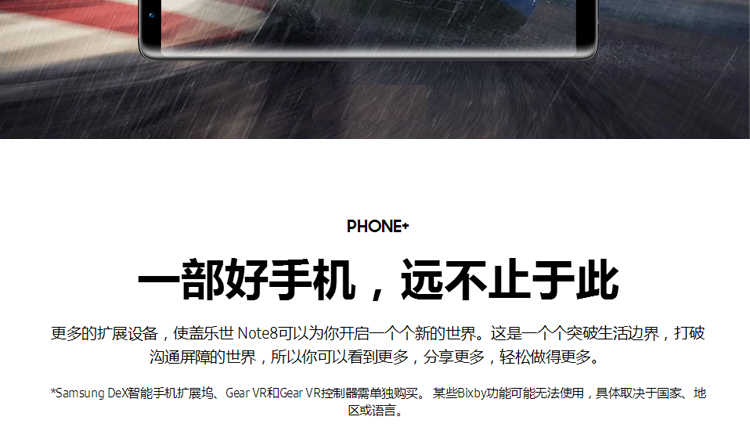 PHONE+
一部好手机，远不止于此
更多的扩展设备，使盖乐世 Note8可以为你开启一个个新的世界。这是一个个突破生活边界，打破
沟通屏障的世界，所以你可以看到更多，分享更多，轻松做得更多。
*Samsung DeX智能手机扩展坞、Gear VR和Gear VR控制器需单独购买。 某些Bixby功能可能无法使用，具体取决于国家、地
区或语言。